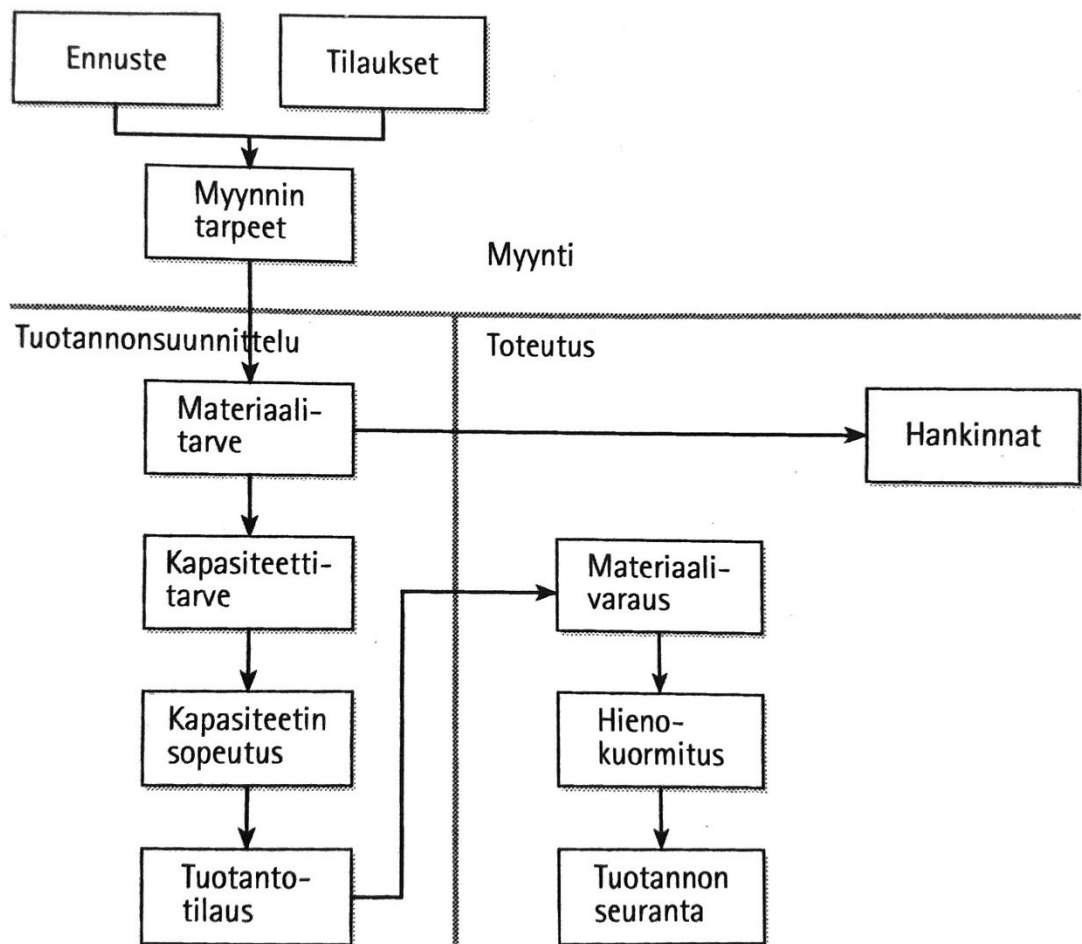 Ennuste
Tilaukset
Myynnin
tarpeet
Myynti
Tuotannonsuunnittelu
Toteutus
Materiaali-
tarve
Hankinnat
Kapasiteetti-
tarve
Materiaali-
varaus
Kapasiteetin
sopeutus
Hieno-
kuormitus
Tuotanto-
tilaus
Tuotannon
seuranta